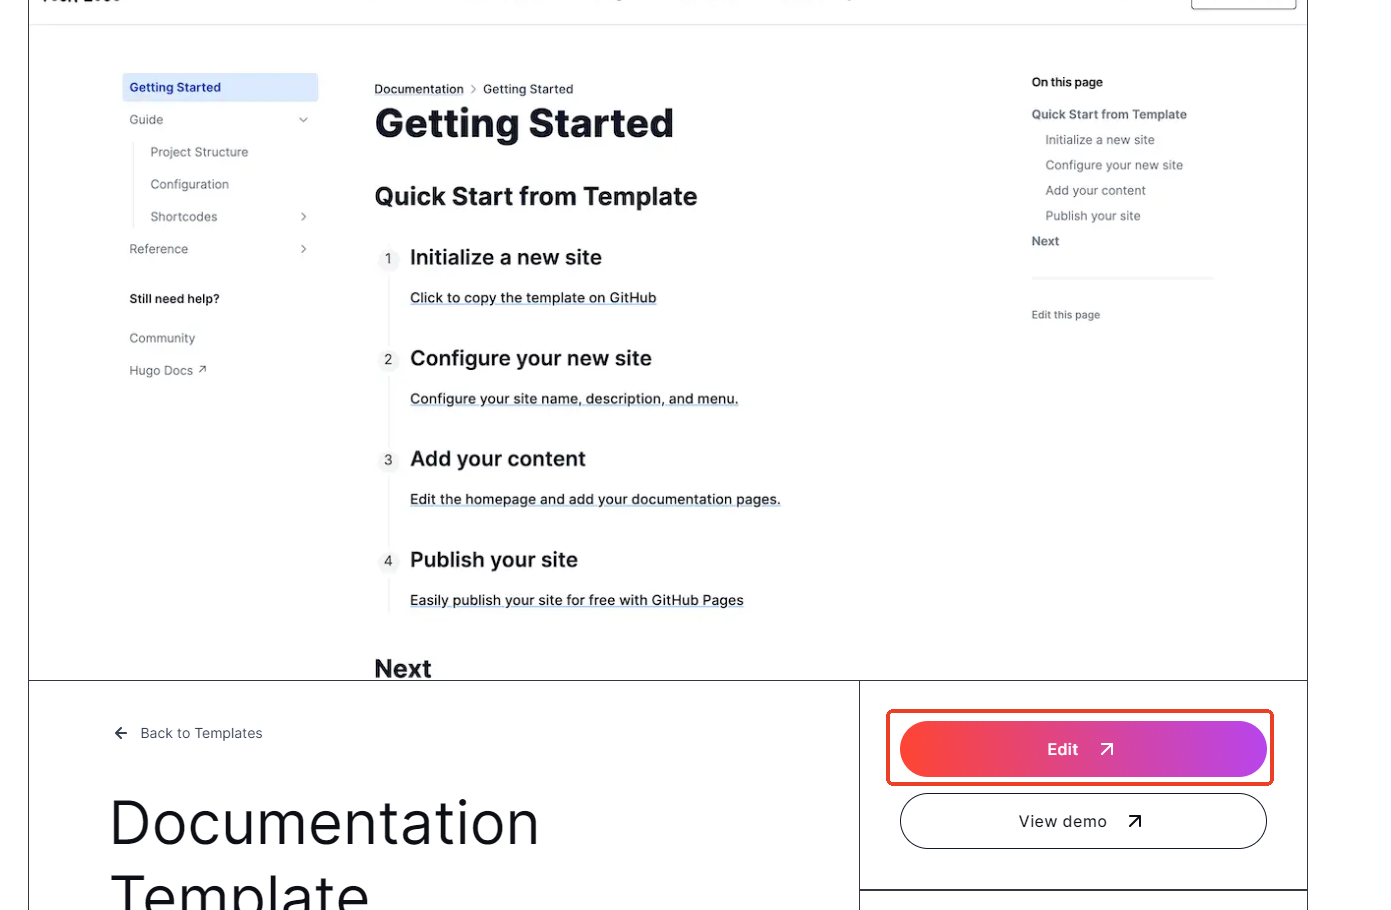 Getting Started
Guide
Project Structure
Configuration
Shortcodes
Reference
Still need help?
Community
Hugo Docs
Documentation > Getting Started
Getting Started
Quick Start from Template
1 Initialize a new site
Click to copy the template on GitHub
2 Configure your new site
Configure your site name, description, and menu.
3 Add your content
Edit the homepage and add your documentation pages.
4 Publish your site
Easily publish your site for free with GitHub Pages
Next
On this page
Quick Start from Template
Initialize a new site
Configure your new site
Add your content
Publish your site
Next
Edit this page
Back to Templates
Documentation
Template
Edit
View demo